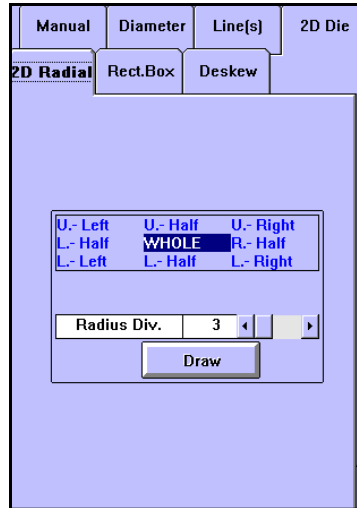 Manual Diameter Line(s) 2D Die
2D Radial Rect.Box Deskew
U.- Left U.- Half U.- Right
L.- Half WHOLE R.- Half
L.- Left L.- Half L.- Right
Radius Div. 3
Draw